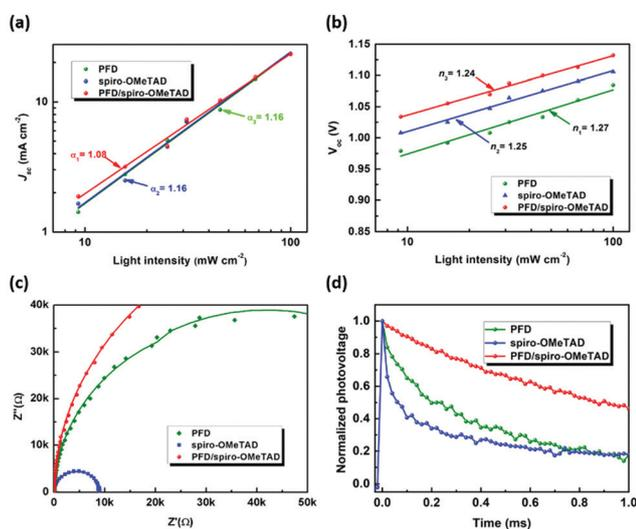 (a)
PFD
spiro-OMeTAD
PFD/spiro-OMeTAD
α₃= 1.16
α₁= 1.08
α₂= 1.16
10
1
10
100
Jsc (mA cm⁻²)
Light intensity (mW cm⁻²)
(b)
n₃= 1.24
n₂= 1.25
n₁= 1.27
PFD
spiro-OMeTAD
PFD/spiro-OMeTAD
1.15
1.10
1.05
1.00
0.95
0.90
0.85
10
100
Voc (V)
Light intensity (mW cm⁻²)
(c)
40k
30k
20k
10k
0
0
10k
20k
30k
40k
50k
PFD
spiro-OMeTAD
PFD/spiro-OMeTAD
Z''(Ω)
Z'(Ω)
(d)
PFD
spiro-OMeTAD
PFD/spiro-OMeTAD
1.0
0.8
0.6
0.4
0.2
0.0
0.0
0.2
0.4
0.6
0.8
1.0
Normalized photovoltage
Time (ms)